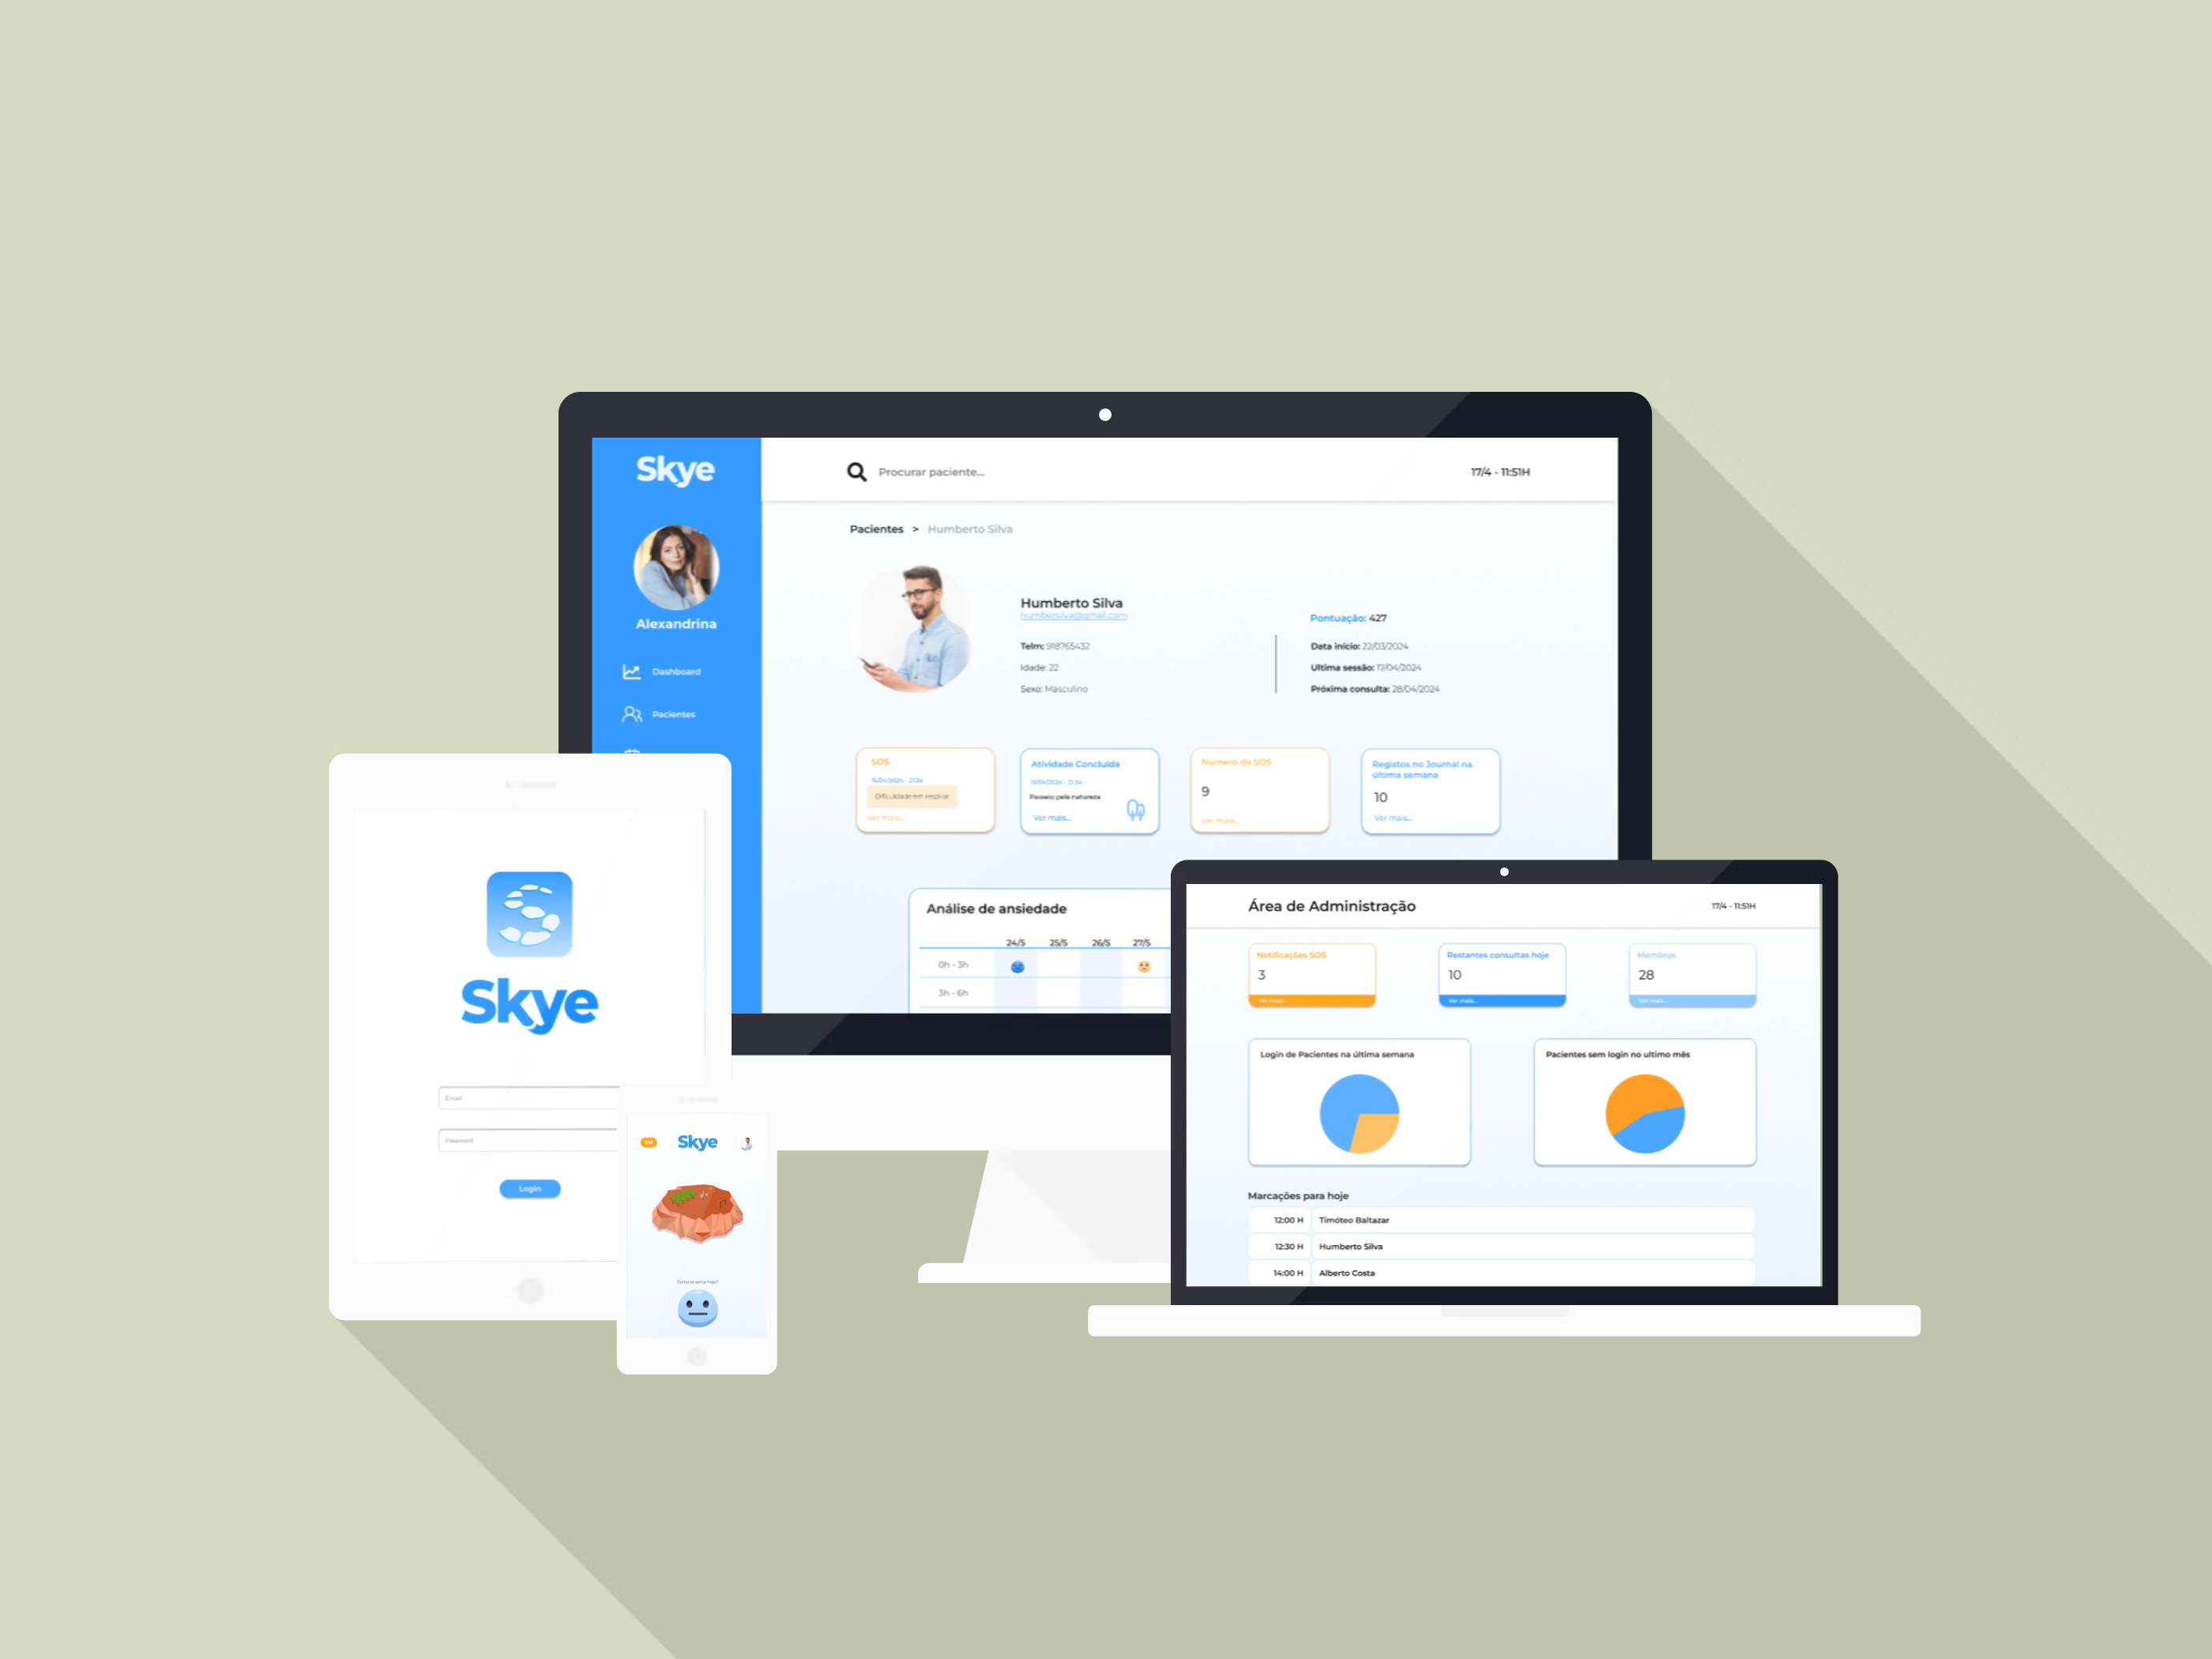 Skye
Procurar paciente...
17/4 - 11:51H
Pacientes > Humberto Silva
Alexandrina
Dashboard
Pacientes
Humberto Silva
humbersilva@gmail.com
Telm: 918765432
Idade: 22
Sexo: Masculino
Pontuação: 427
Data início: 22/03/2024
Ultima sessão: 17/04/2024
Próxima consulta: 28/04/2024
SOS
15/04/2024 - 21:34
Dificuldade em respirar
Ver mais...
Atividade Concluída
15/04/2024 - 21:34
Passeio pela natureza
Ver mais...
Número de SOS
9
Ver mais...
Registos no Journal na
última semana
10
Ver mais...
Análise de ansiedade
24/5 25/5 26/5 27/5
0h - 3h
3h - 6h
Skye
Email
Password
Login
SOS
Skye
Como se sente hoje?
Área de Administração
17/4 - 11:51H
Notificações SOS
3
Ver mais...
Restantes consultas hoje
10
Ver mais...
Membros
28
Ver mais...
Login de Pacientes na última semana
Pacientes sem login no ultimo mês
Marcações para hoje
12:00 H Timóteo Baltazar
12:30 H Humberto Silva
14:00 H Alberto Costa